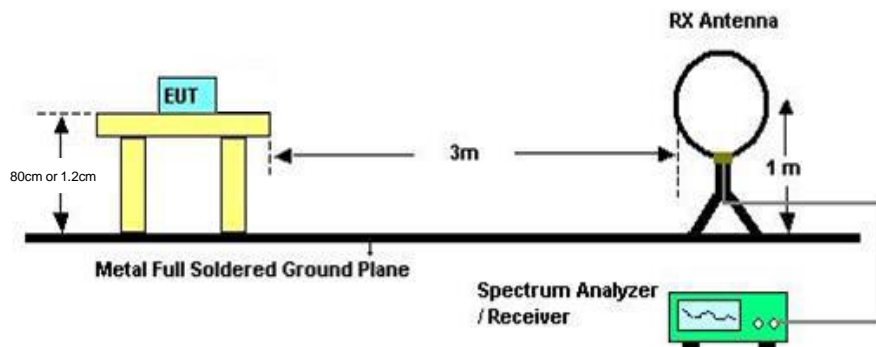 RX Antenna
EUT
80cm or 1.2cm
3m
1 m
Metal Full Soldered Ground Plane
Spectrum Analyzer
/ Receiver